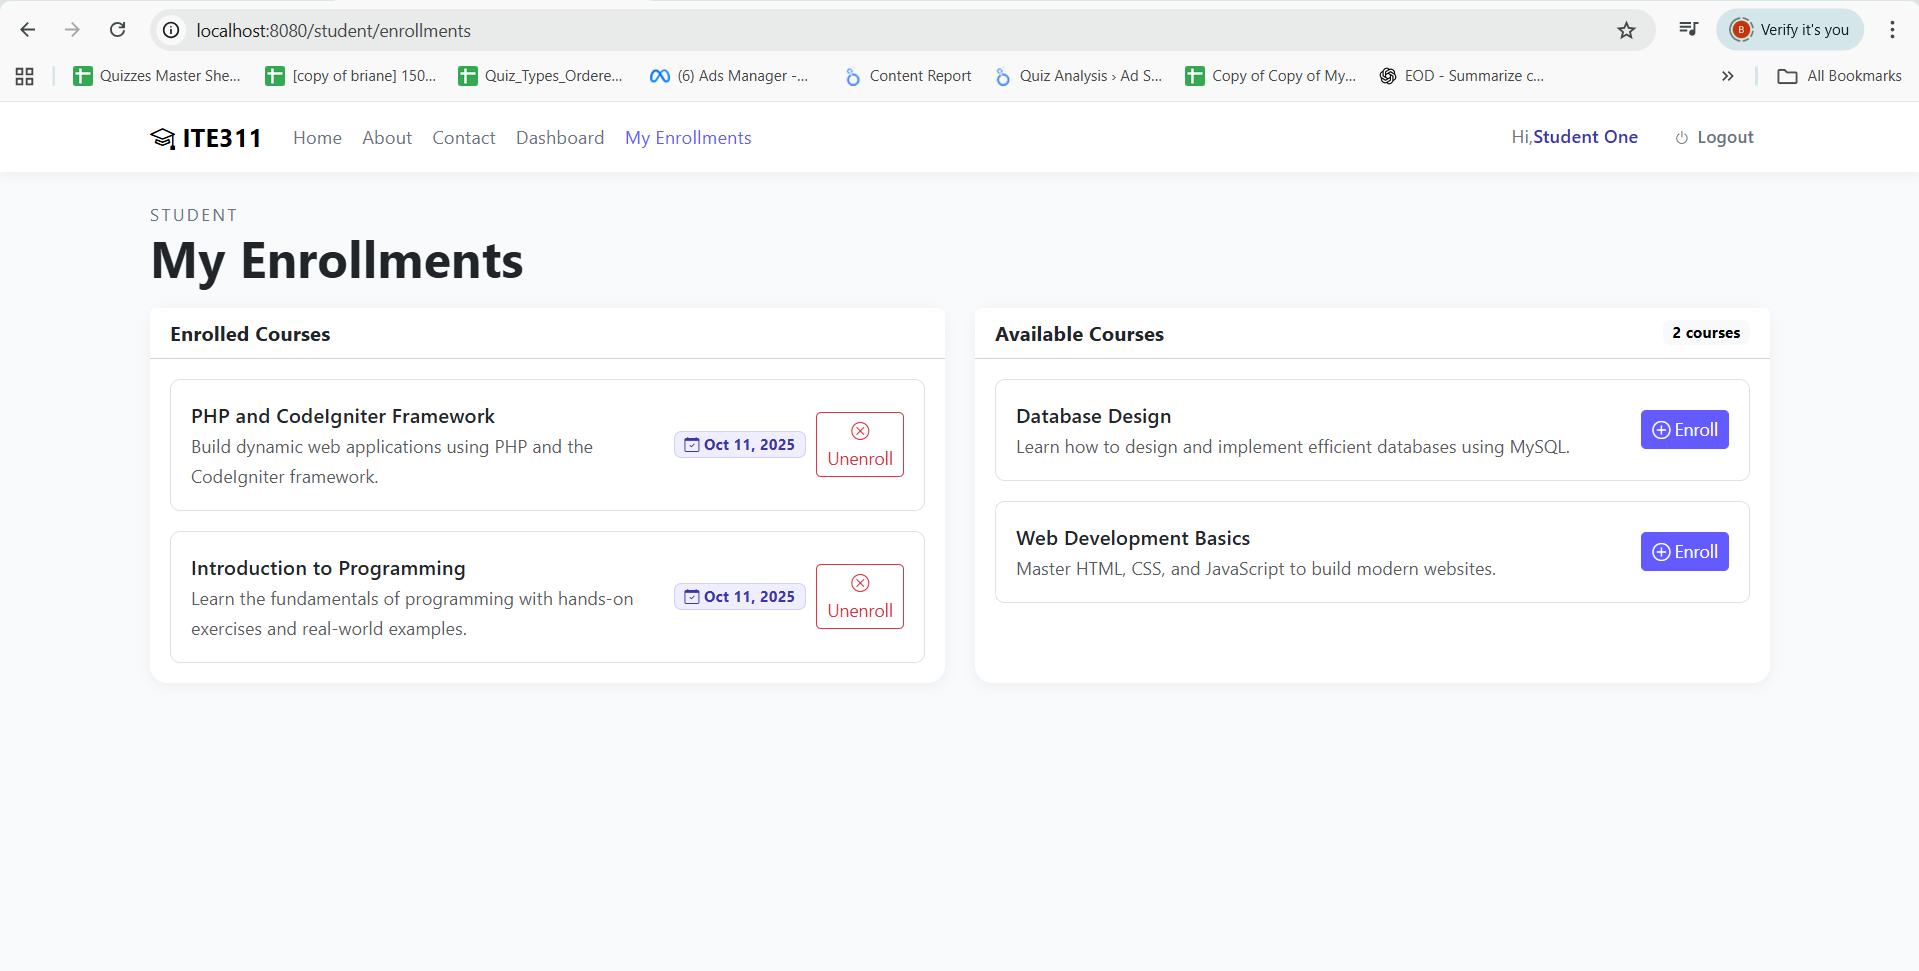 localhost:8080/student/enrollments
Verify it's you
B
Quizzes Master She...
[copy of briane] 150...
Quiz_Types_Ordere...
(6) Ads Manager -...
Content Report
Quiz Analysis › Ad S...
Copy of Copy of My...
EOD - Summarize c...
»
All Bookmarks
ITE311
Home
About
Contact
Dashboard
My Enrollments
Hi,Student One
Logout
STUDENT
My Enrollments
Enrolled Courses
PHP and CodeIgniter Framework
Build dynamic web applications using PHP and the
CodeIgniter framework.
Oct 11, 2025
Unenroll
Introduction to Programming
Learn the fundamentals of programming with hands-on
exercises and real-world examples.
Oct 11, 2025
Unenroll
Available Courses
2 courses
Database Design
Learn how to design and implement efficient databases using MySQL.
Enroll
Web Development Basics
Master HTML, CSS, and JavaScript to build modern websites.
Enroll